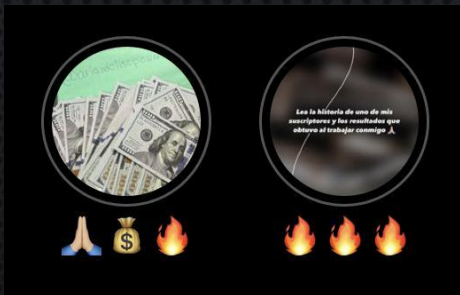 Lea la historia de uno de mis
suscriptores y los resultados que
obtuvo al trabajar conmigo 🙏🏻